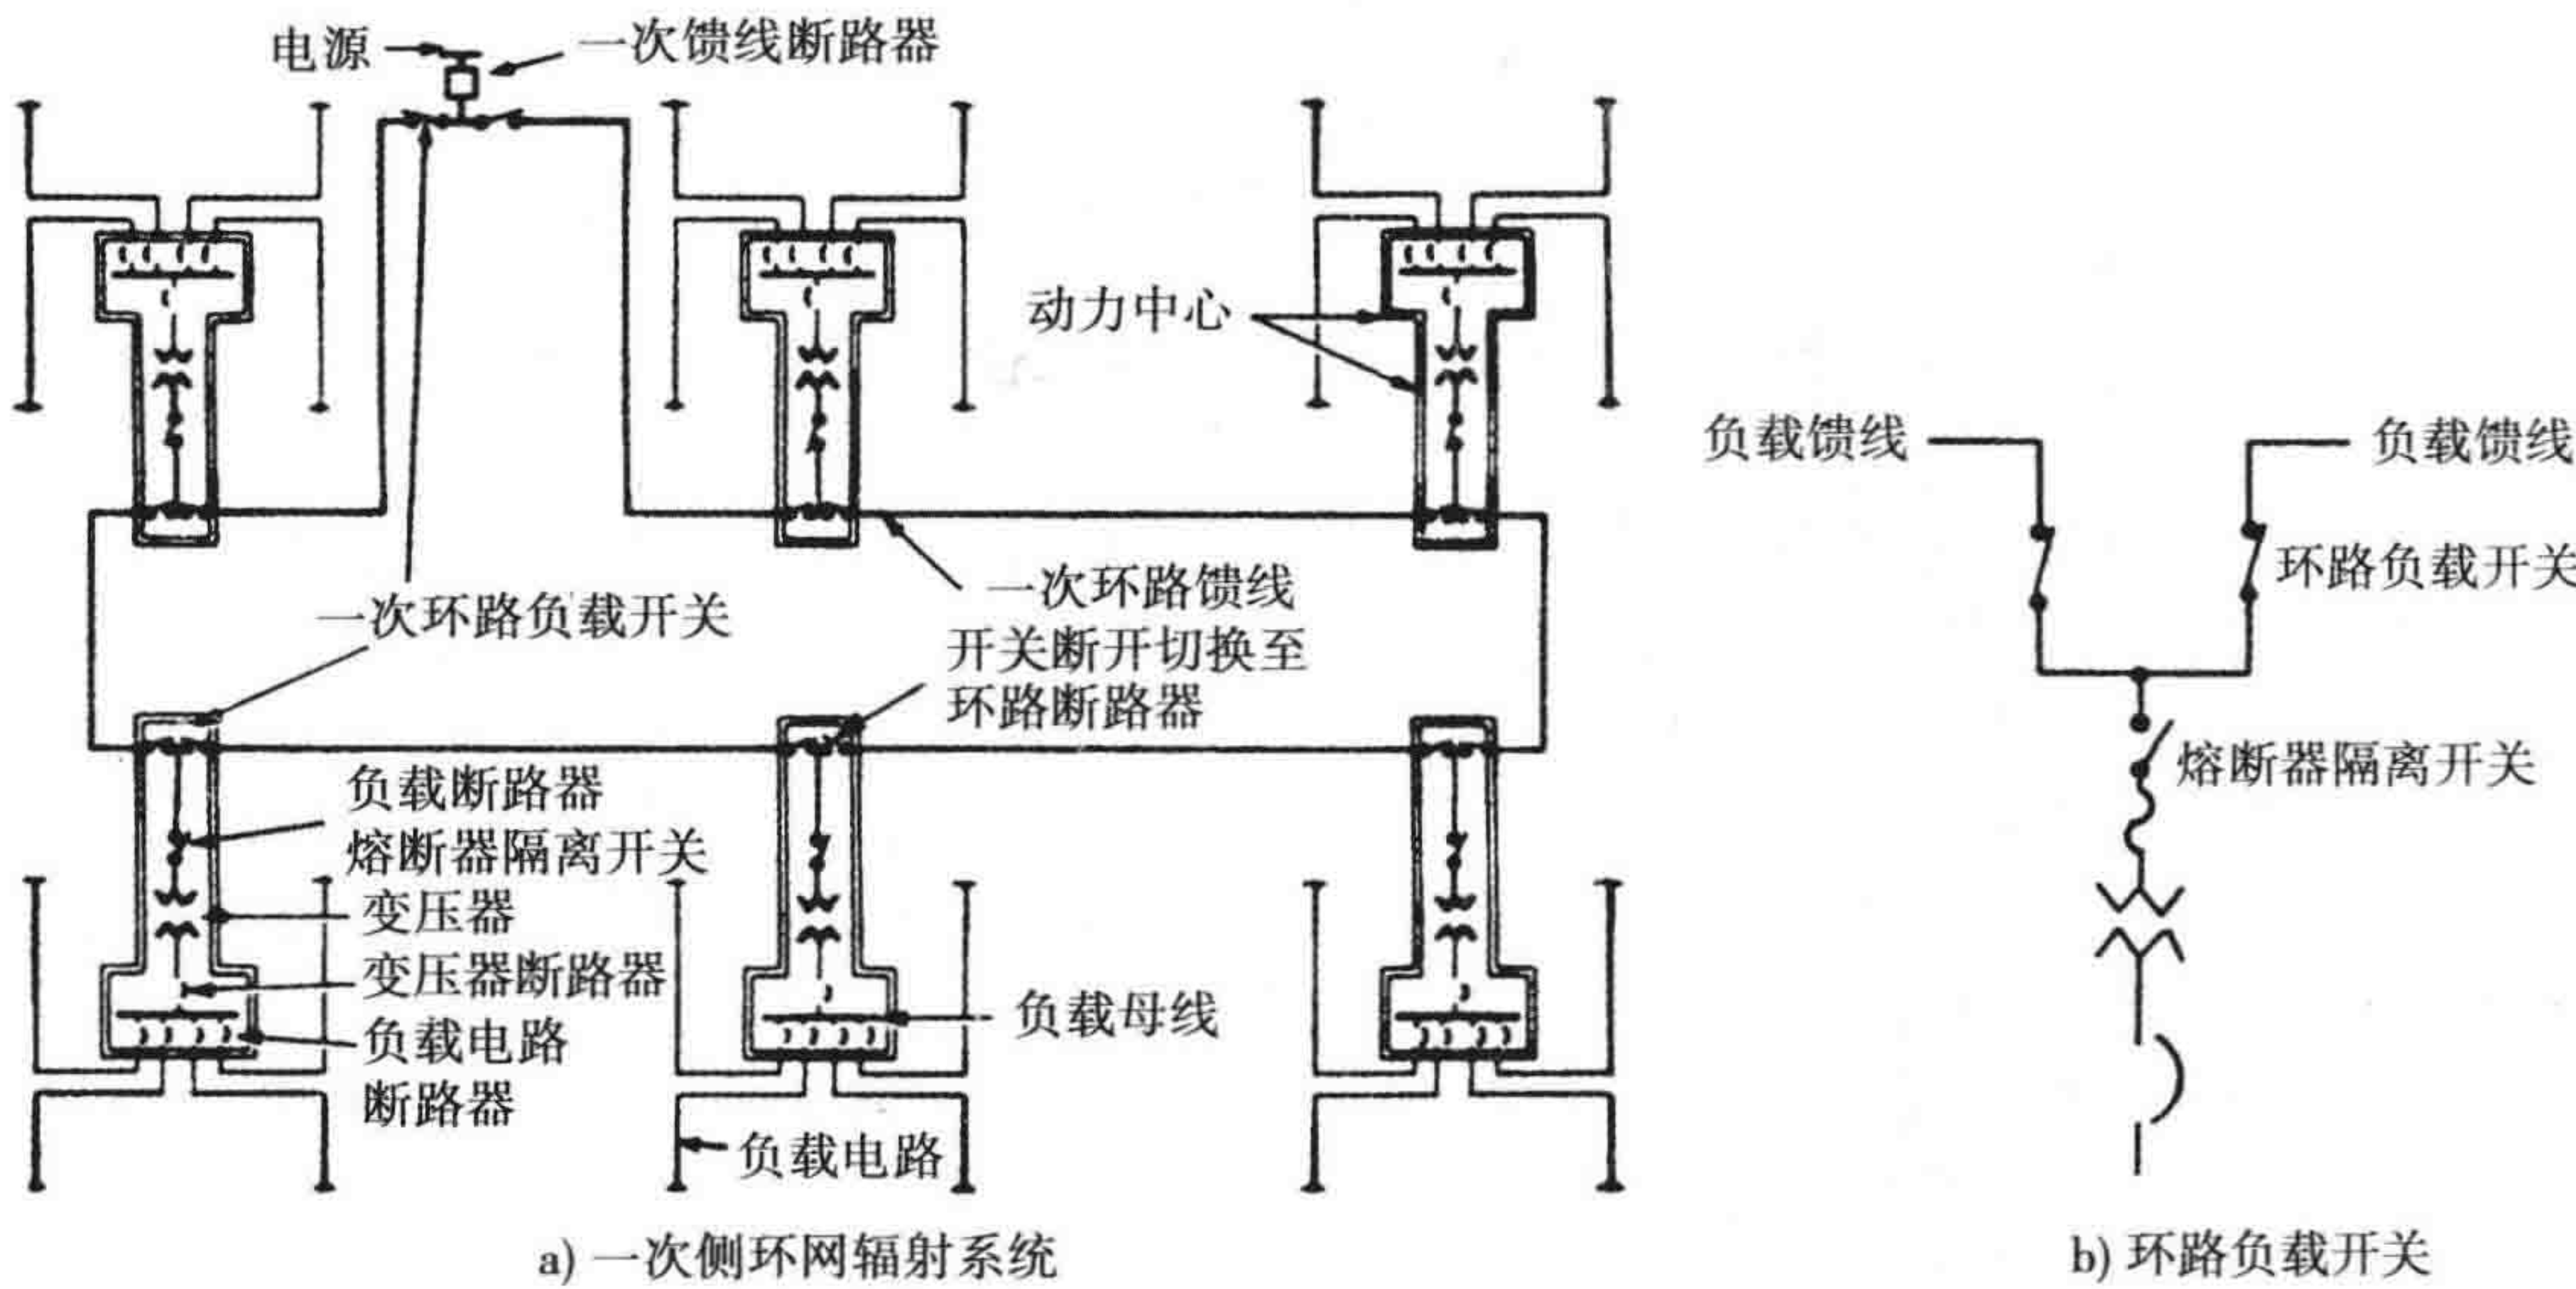 电源
一次馈线断路器
动力中心
负载馈线
负载馈线
环路负载开关
一次环路负载开关
一次环路馈线
开关断开切换至
环路断路器
熔断器隔离开关
负载断路器
熔断器隔离开关
变压器
变压器断路器
负载电路
断路器
负载母线
负载电路
a) 一次侧环网辐射系统
b) 环路负载开关